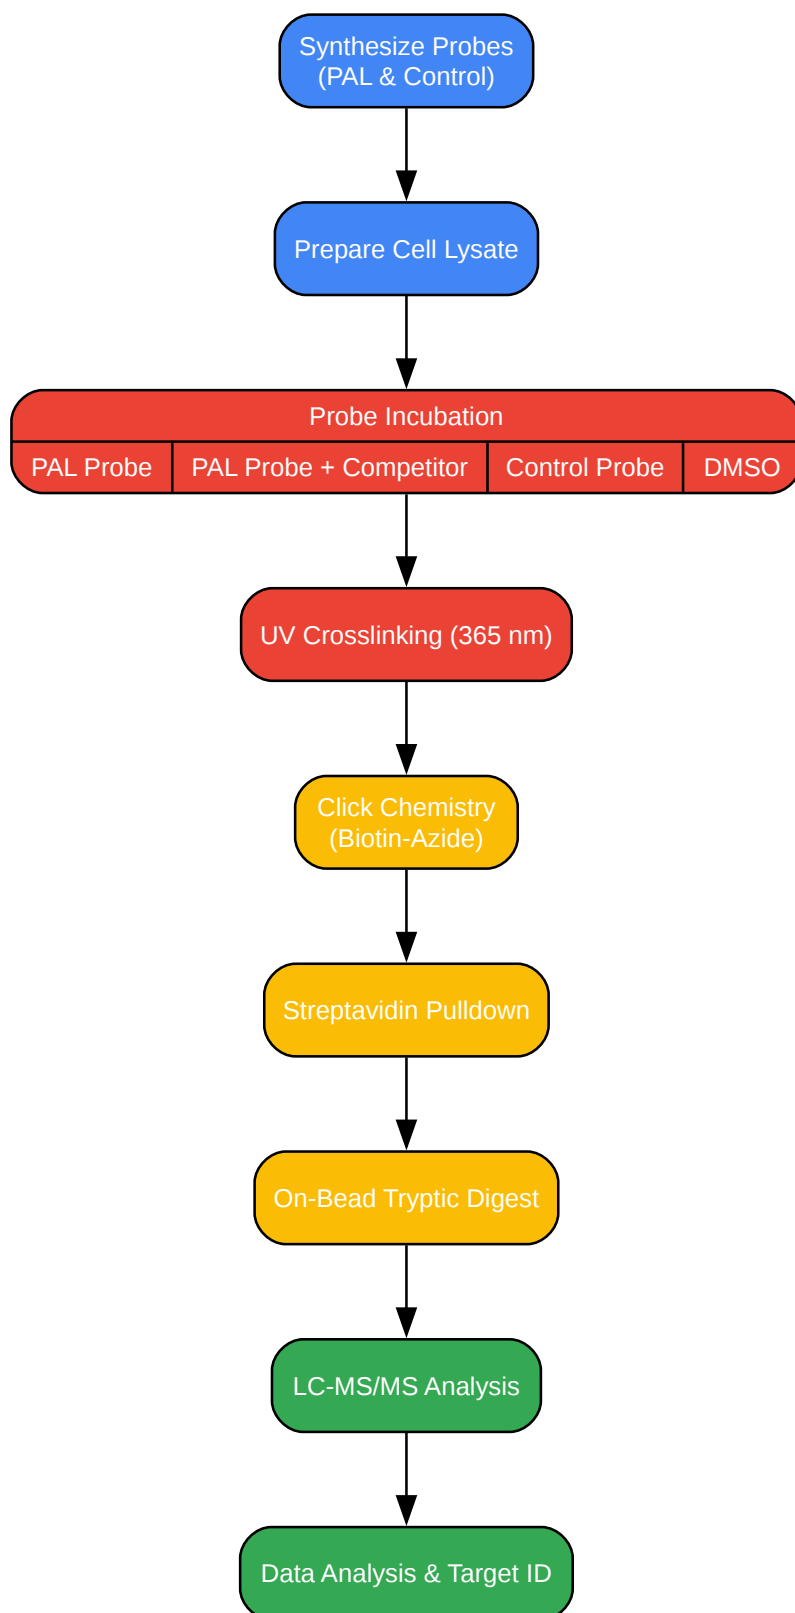 Synthesize Probes
(PAL & Control)
Prepare Cell Lysate
Probe Incubation
PAL Probe
PAL Probe + Competitor
Control Probe
DMSO
UV Crosslinking (365 nm)
Click Chemistry
(Biotin-Azide)
Streptavidin Pulldown
On-Bead Tryptic Digest
LC-MS/MS Analysis
Data Analysis & Target ID